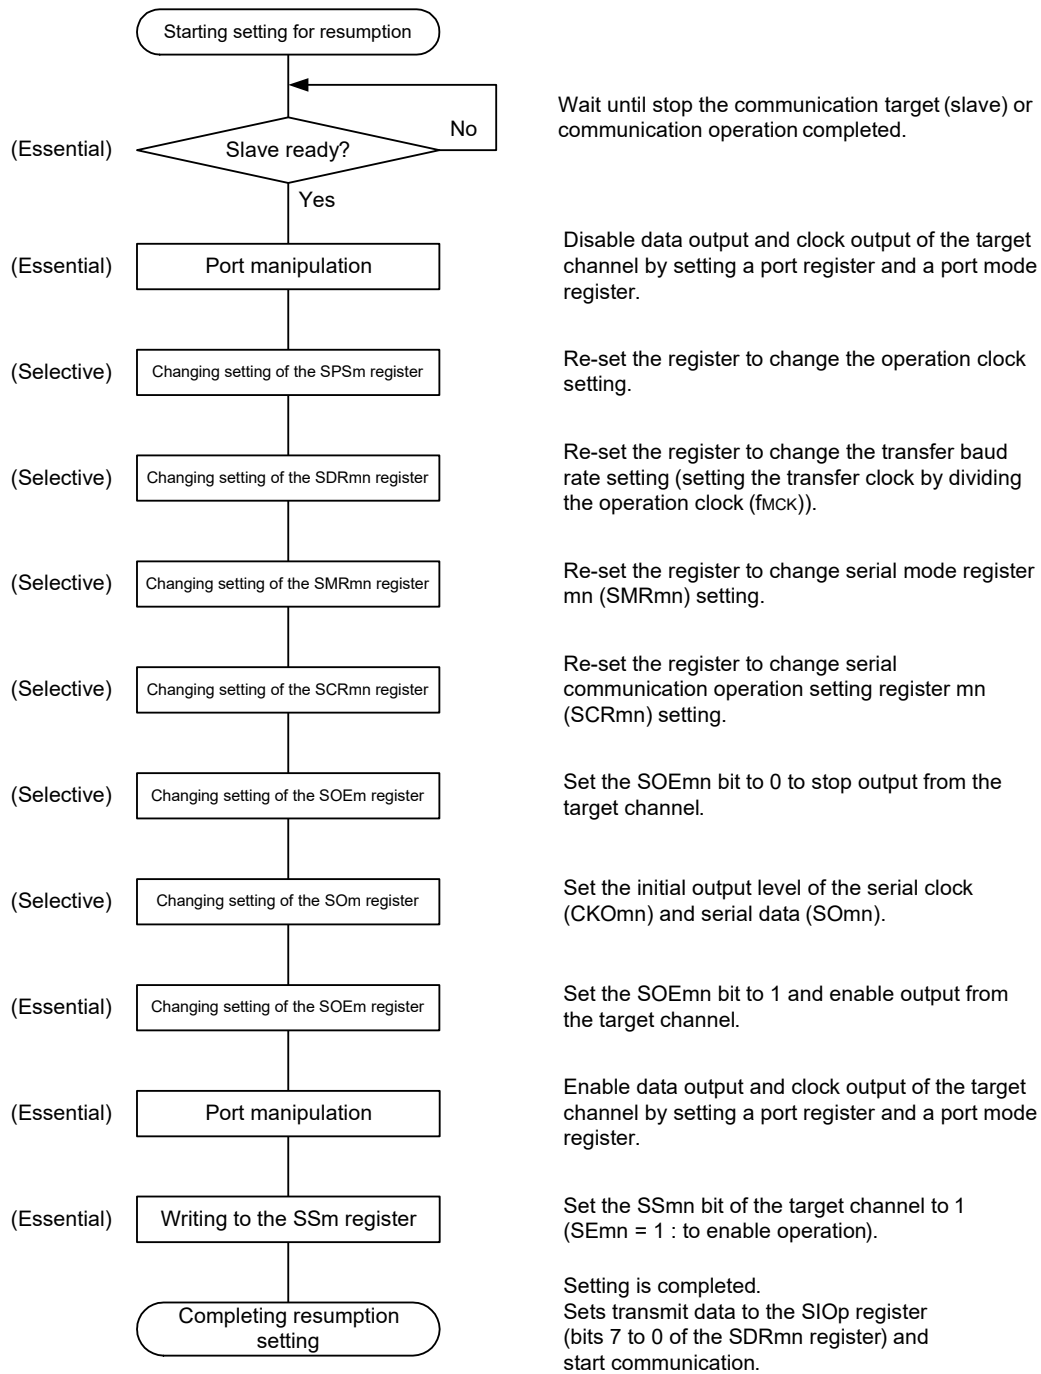 Starting setting for resumption
Wait until stop the communication target (slave) or
communication operation completed.
No
(Essential)
Slave ready?
Yes
(Essential)
Port manipulation
Disable data output and clock output of the target
channel by setting a port register and a port mode
register.
(Selective)
Changing setting of the SPSm register
Re-set the register to change the operation clock
setting.
(Selective)
Changing setting of the SDRmn register
Re-set the register to change the transfer baud
rate setting (setting the transfer clock by dividing
the operation clock (fMCK)).
(Selective)
Changing setting of the SMRmn register
Re-set the register to change serial mode register
mn (SMRmn) setting.
(Selective)
Changing setting of the SCRmn register
Re-set the register to change serial
communication operation setting register mn
(SCRmn) setting.
(Selective)
Changing setting of the SOEm register
Set the SOEmn bit to 0 to stop output from the
target channel.
(Selective)
Changing setting of the SOm register
Set the initial output level of the serial clock
(CKOmn) and serial data (SOmn).
(Essential)
Changing setting of the SOEm register
Set the SOEmn bit to 1 and enable output from
the target channel.
(Essential)
Port manipulation
Enable data output and clock output of the target
channel by setting a port register and a port mode
register.
(Essential)
Writing to the SSm register
Set the SSmn bit of the target channel to 1
(SEmn = 1 : to enable operation).
Completing resumption
setting
Setting is completed.
Sets transmit data to the SIOp register
(bits 7 to 0 of the SDRmn register) and
start communication.